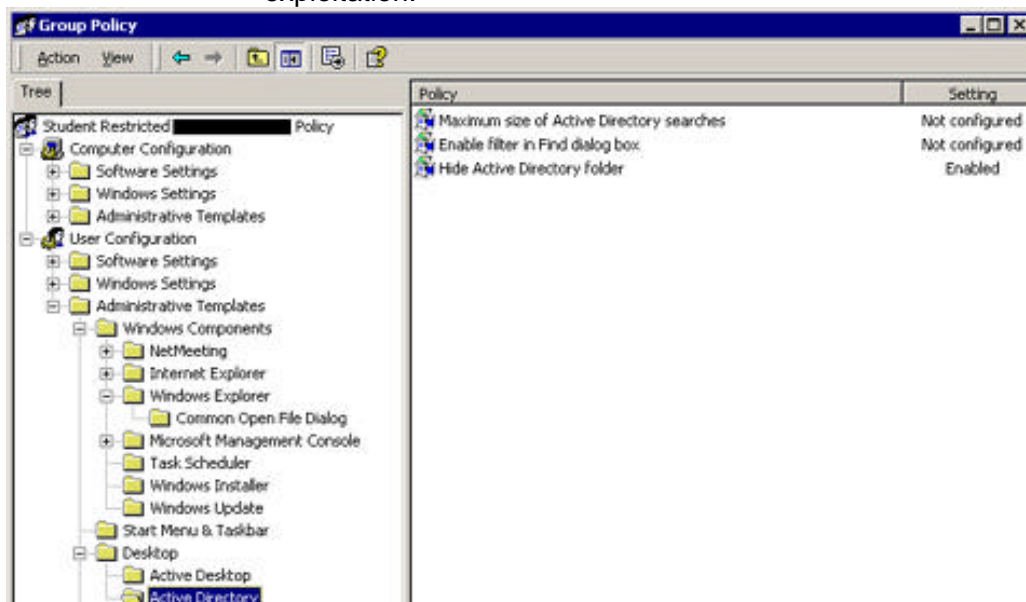 exploitation.
Group Policy
Action View
Tree
Policy Setting
Student Restricted Policy
Computer Configuration
Software Settings
Windows Settings
Administrative Templates
User Configuration
Software Settings
Windows Settings
Administrative Templates
Windows Components
NetMeeting
Internet Explorer
Windows Explorer
Common Open File Dialog
Microsoft Management Console
Task Scheduler
Windows Installer
Windows Update
Start Menu & Taskbar
Desktop
Active Desktop
Active Directory
Maximum size of Active Directory searches Not configured
Enable filter in Find dialog box Not configured
Hide Active Directory folder Enabled